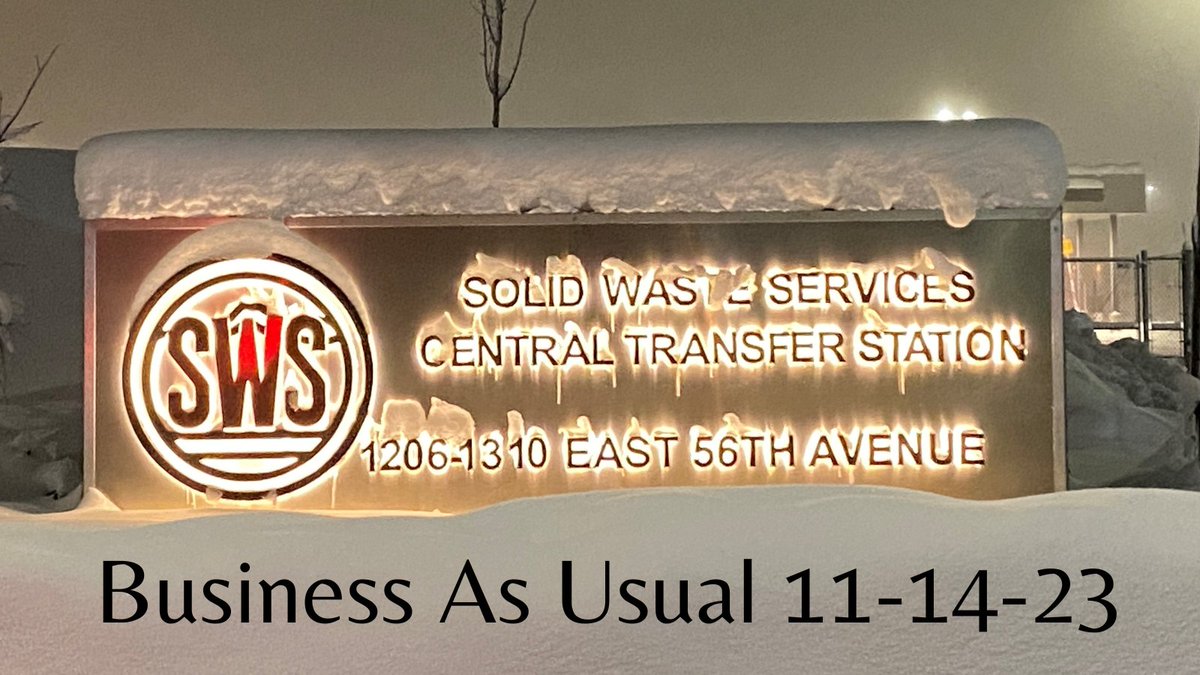 SWS
SOLID WASTE SERVICES
CENTRAL TRANSFER STATION
1206-1310 EAST 56TH AVENUE
Business As Usual 11-14-23